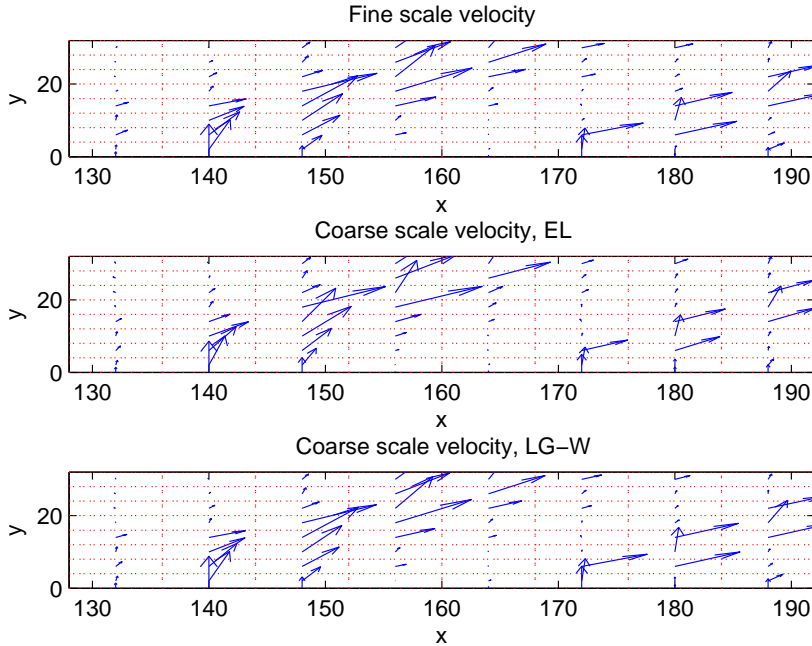 Fine scale velocity
20
0
y
130 140 150 160 170 180 190
x
Coarse scale velocity, EL
20
0
y
130 140 150 160 170 180 190
x
Coarse scale velocity, LG−W
20
0
y
130 140 150 160 170 180 190
x